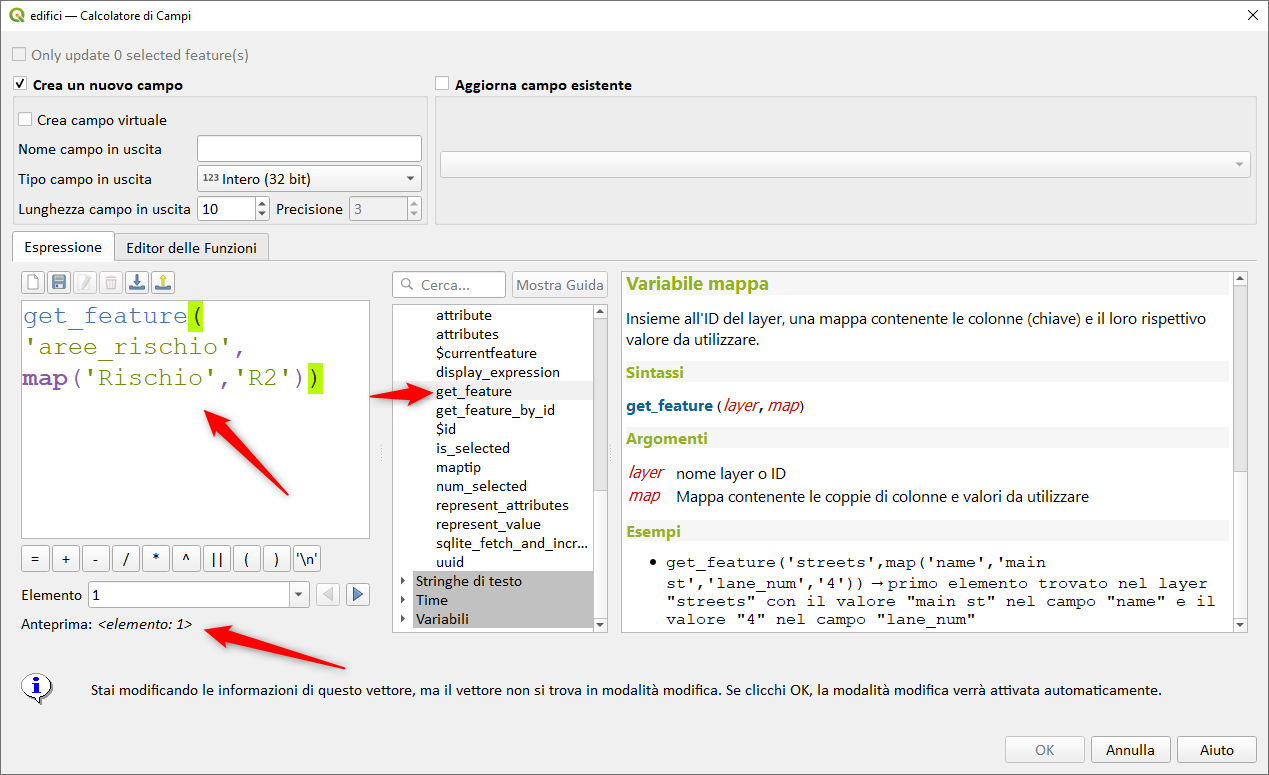 edifici — Calcolatore di Campi
Only update 0 selected feature(s)
Crea un nuovo campo
Aggiorna campo esistente
Crea campo virtuale
Nome campo in uscita
Tipo campo in uscita 123 Intero (32 bit)
Lunghezza campo in uscita 10 Precisione 3
Espressione Editor delle Funzioni
get_feature(
'aree_rischio',
map('Rischio','R2'))
= + - / * ^ || ( ) '\n'
Elemento 1
Anteprima: <elemento: 1>
Cerca... Mostra Guida
attribute
attributes
$currentfeature
display_expression
get_feature
get_feature_by_id
$id
is_selected
maptip
num_selected
represent_attributes
represent_value
sqlite_fetch_and_incr...
uuid
Stringhe di testo
Time
Variabili
Variabile mappa
Insieme all'ID del layer, una mappa contenente le colonne (chiave) e il loro rispettivo
valore da utilizzare.
Sintassi
get_feature (layer, map)
Argomenti
layer nome layer o ID
map Mappa contenente le coppie di colonne e valori da utilizzare
Esempi
• get_feature('streets',map('name','main
st','lane_num','4')) → primo elemento trovato nel layer
"streets" con il valore "main st" nel campo "name" e il
valore "4" nel campo "lane_num"
Stai modificando le informazioni di questo vettore, ma il vettore non si trova in modalità modifica. Se clicchi OK, la modalità modifica verrà attivata automaticamente.
OK Annulla Aiuto